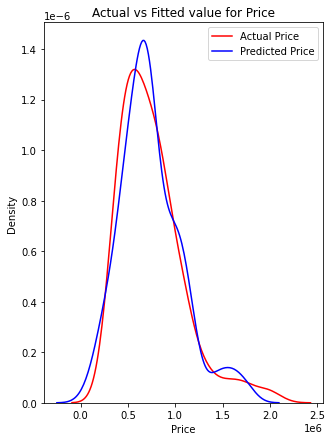 Actual vs Fitted value for Price
1e−6
Actual Price
Predicted Price
1.4
1.2
1.0
0.8
0.6
0.4
0.2
0.0
Density
0.0 0.5 1.0 1.5 2.0 2.5
Price
1e6